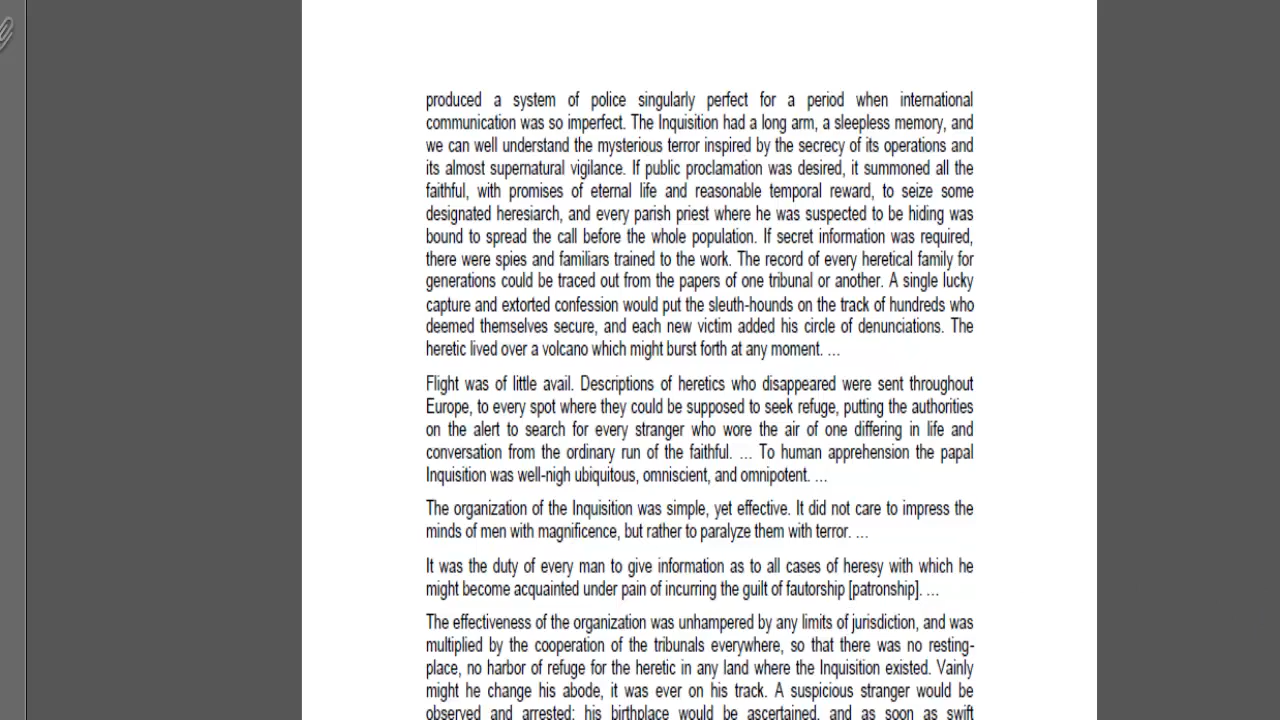 produced a system of police singularly perfect for a period when international
communication was so imperfect. The Inquisition had a long arm, a sleepless memory, and
we can well understand the mysterious terror inspired by the secrecy of its operations and
its almost supernatural vigilance. If public proclamation was desired, it summoned all the
faithful, with promises of eternal life and reasonable temporal reward, to seize some
designated heresiarch, and every parish priest where he was suspected to be hiding was
bound to spread the call before the whole population. If secret information was required,
there were spies and familiars trained to the work. The record of every heretical family for
generations could be traced out from the papers of one tribunal or another. A single lucky
capture and extorted confession would put the sleuth-hounds on the track of hundreds who
deemed themselves secure, and each new victim added his circle of denunciations. The
heretic lived over a volcano which might burst forth at any moment. …
Flight was of little avail. Descriptions of heretics who disappeared were sent throughout
Europe, to every spot where they could be supposed to seek refuge, putting the authorities
on the alert to search for every stranger who wore the air of one differing in life and
conversation from the ordinary run of the faithful. … To human apprehension the papal
Inquisition was well-nigh ubiquitous, omniscient, and omnipotent. …
The organization of the Inquisition was simple, yet effective. It did not care to impress the
minds of men with magnificence, but rather to paralyze them with terror. …
It was the duty of every man to give information as to all cases of heresy with which he
might become acquainted under pain of incurring the guilt of fautorship [patronship]. …
The effectiveness of the organization was unhampered by any limits of jurisdiction, and was
multiplied by the cooperation of the tribunals everywhere, so that there was no resting-
place, no harbor of refuge for the heretic in any land where the Inquisition existed. Vainly
might he change his abode, it was ever on his track. A suspicious stranger would be
observed and arrested; his birthplace would be ascertained, and as soon as swift